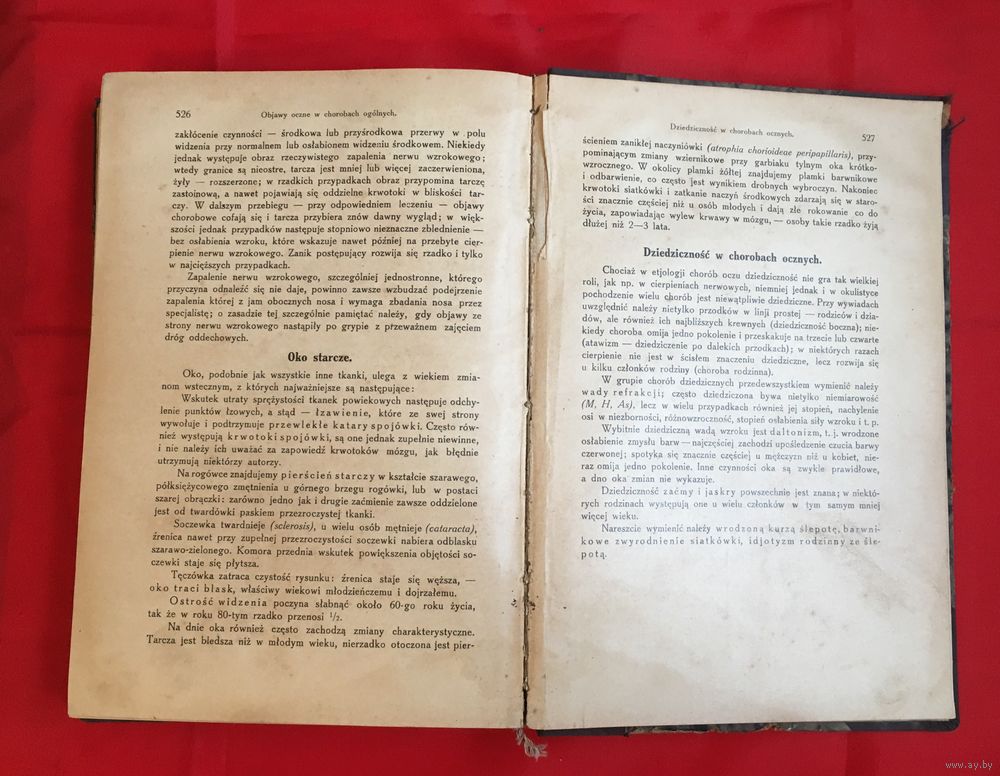 526
Objawy oczne w chorobach ogólnych.
zakłócenie czynności — środkowa lub przyśrodkowa przerwy w polu
widzenia przy normalnem lub osłabionem widzeniu środkowem. Niekiedy
jednak występuje obraz rzeczywistego zapalenia nerwu wzrokowego;
wtedy granice są nieostre, tarcza jest mniej lub więcej zaczerwieniona,
żyły — rozszerzone; w rzadkich przypadkach obraz przypomina tarczę
zastoinową, a nawet pojawiają się oddzielne krwotoki w bliskości tar-
czy. W dalszym przebiegu — przy odpowiedniem leczeniu — objawy
chorobowe cofają się i tarcza przybiera znów dawny wygląd; w więk-
szości jednak przypadków następuje stopniowo nieznaczne zblednienie —
bez osłabienia wzroku, które wskazuje nawet później na przebyte cier-
pienie nerwu wzrokowego. Zanik postępujący rozwija się rzadko i tylko
w najcięższych przypadkach.
Zapalenie nerwu wzrokowego, szczególniej jednostronne, którego
przyczyna odnaleźć się nie daje, powinno zawsze wzbudzać podejrzenie
zapalenia której z jam obocznych nosa i wymaga zbadania nosa przez
specjalistę; o zasadzie tej szczególnie pamiętać należy, gdy objawy ze
strony nerwu wzrokowego nastąpiły po grypie z przeważnem zajęciem
dróg oddechowych.
Oko starcze.
Oko, podobnie jak wszystkie inne tkanki, ulega z wiekiem zmia-
nom wstecznym, z których najważniejsze są następujące:
Wskutek utraty sprężystości tkanek powiekowych następuje odchy-
lenie punktów łzowych, a stąd — łzawienie, które ze swej strony
wywołuje i podtrzymuje przewlekłe katary spojówki. Często rów-
nież występują krwotoki spojówki, są one jednak zupełnie niewinne,
i nie należy ich uważać za zapowiedź krwotoków mózgu, jak błędnie
utrzymują niektórzy autorzy.
Na rogówce znajdujemy pierścień starczy w kształcie szarawego,
półksiężycowego zmętnienia u górnego brzegu rogówki, lub w postaci
szarej obrączki: zarówno jedno jak i drugie zaćmienie zawsze oddzielone
jest od twardówki paskiem przezroczystej tkanki.
Soczewka twardnieje (sclerosis), u wielu osób mętnieje (cataracta),
źrenica nawet przy zupełnej przezroczystości soczewki nabiera odblasku
szarawo-zielonego. Komora przednia wskutek powiększenia objętości so-
czewki staje się płytsza.
Tęczówka zatraca czystość rysunku: źrenica staje się węższa, —
oko traci blask, właściwy wiekowi młodzieńczemu i dojrzałemu.
Ostrość widzenia poczyna słabnąć około 60-go roku życia,
tak że w roku 80-tym rzadko przenosi 1/2.
Na dnie oka również często zachodzą zmiany charakterystyczne.
Tarcza jest bledsza niż w młodym wieku, nierzadko otoczona jest pier-
Dziedziczność w chorobach ocznych.
527
ścieniem zanikłej naczyniówki (atrophia chorioideae peripapillaris), przy-
pominającym zmiany wziernikowe przy garbiaku tylnym oka krótko-
wzrocznego. W okolicy plamki żółtej znajdujemy plamki barwnikowe
i odbarwienie, co często jest wynikiem drobnych wybroczyn. Nakoniec
krwotoki siatkówki i zatkanie naczyń środkowych zdarzają się w staro-
ści znacznie częściej niż u osób młodych i dają złe rokowanie co do
życia, zapowiadając wylew krwawy w mózgu, — osoby takie rzadko żyją
dłużej niż 2—3 lata.
Dziedziczność w chorobach ocznych.
Chociaż w etjologji chorób oczu dziedziczność nie gra tak wielkiej
roli, jak np. w cierpieniach nerwowych, niemniej jednak i w okulistyce
pochodzenie wielu chorób jest niewątpliwie dziedziczne. Przy wywiadach
uwzględnić należy nietylko przodków w linji prostej — rodziców i dzia-
dów, ale również ich najbliższych krewnych (dziedziczność boczna); nie-
kiedy choroba omija jedno pokolenie i przeskakuje na trzecie lub czwarte
(atawizm — dziedziczenie po dalekich przodkach); w niektórych razach
cierpienie nie jest w ścisłem znaczeniu dziedziczne, lecz rozwija się
u kilku członków rodziny (choroba rodzinna).
W grupie chorób dziedzicznych przedewszystkiem wymienić należy
wady refrakcji; często dziedziczona bywa nietylko niemiarowość
(M, H, As), lecz w wielu przypadkach również jej stopień, nachylenie
osi w niezborności, różnowzroczność, stopień osłabienia siły wzroku i t. p.
Wybitnie dziedziczną wadą wzroku jest daltonizm, t. j. wrodzone
osłabienie zmysłu barw — najczęściej zachodzi upośledzenie czucia barwy
czerwonej; spotyka się znacznie częściej u mężczyzn niż u kobiet, nie-
raz omija jedno pokolenie. Inne czynności oka są zwykle prawidłowe,
a dno oka zmian nie wykazuje.
Dziedziczność zaćmy i jaskry powszechnie jest znana; w niektó-
rych rodzinach występują one u wielu członków w tym samym mniej
więcej wieku.
Nareszcie wymienić należy wrodzoną kurzą ślepotę, barwni-
kowe zwyrodnienie siatkówki, idjotyzm rodzinny ze śle-
potą.
www.ay.by